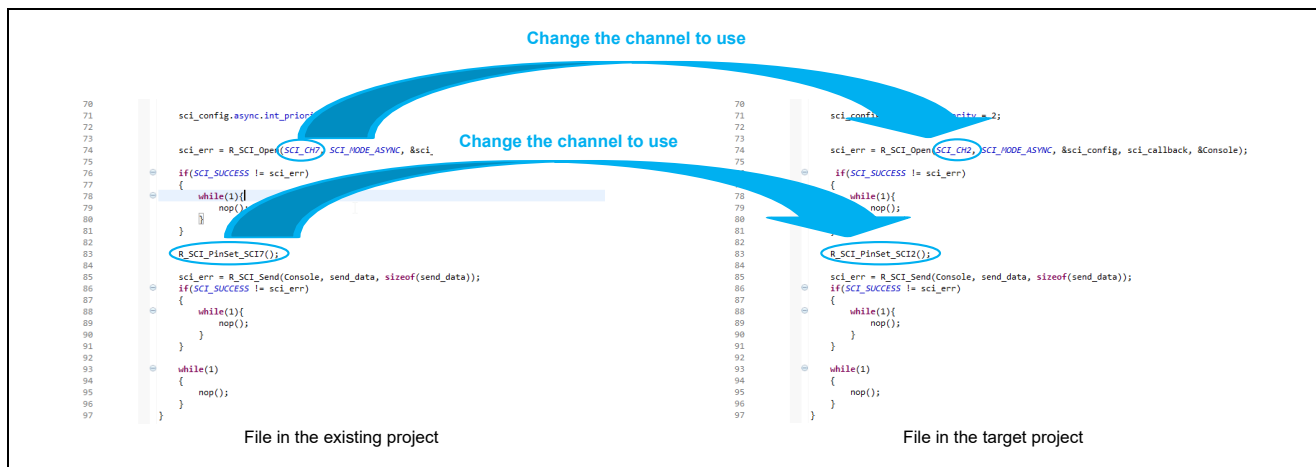 Change the channel to use
Change the channel to use
70
71 sci_config.async.int_priori
72
73
74 sci_err = R_SCI_Open(SCI_CH7, SCI_MODE_ASYNC, &sci_
75
76 if(SCI_SUCCESS != sci_err)
77 {
78 while(1){
79 nop();
80 }
81 }
82
83 R_SCI_PinSet_SCI7();
84
85 sci_err = R_SCI_Send(Console, send_data, sizeof(send_data));
86 if(SCI_SUCCESS != sci_err)
87 {
88 while(1){
89 nop();
90 }
91 }
92
93 while(1)
94 {
95 nop();
96 }
97 }
File in the existing project
70
71 sci_confi rity = 2;
72
73
74 sci_err = R_SCI_Open(SCI_CH2, SCI_MODE_ASYNC, &sci_config, sci_callback, &Console);
75
76 if(SCI_SUCCESS != sci_err)
77 {
78 while(1){
79 nop();
80
81
82
83 R_SCI_PinSet_SCI2();
84
85 sci_err = R_SCI_Send(Console, send_data, sizeof(send_data));
86 if(SCI_SUCCESS != sci_err)
87 {
88 while(1){
89 nop();
90 }
91 }
92
93 while(1)
94 {
95 nop();
96 }
97 }
File in the target project